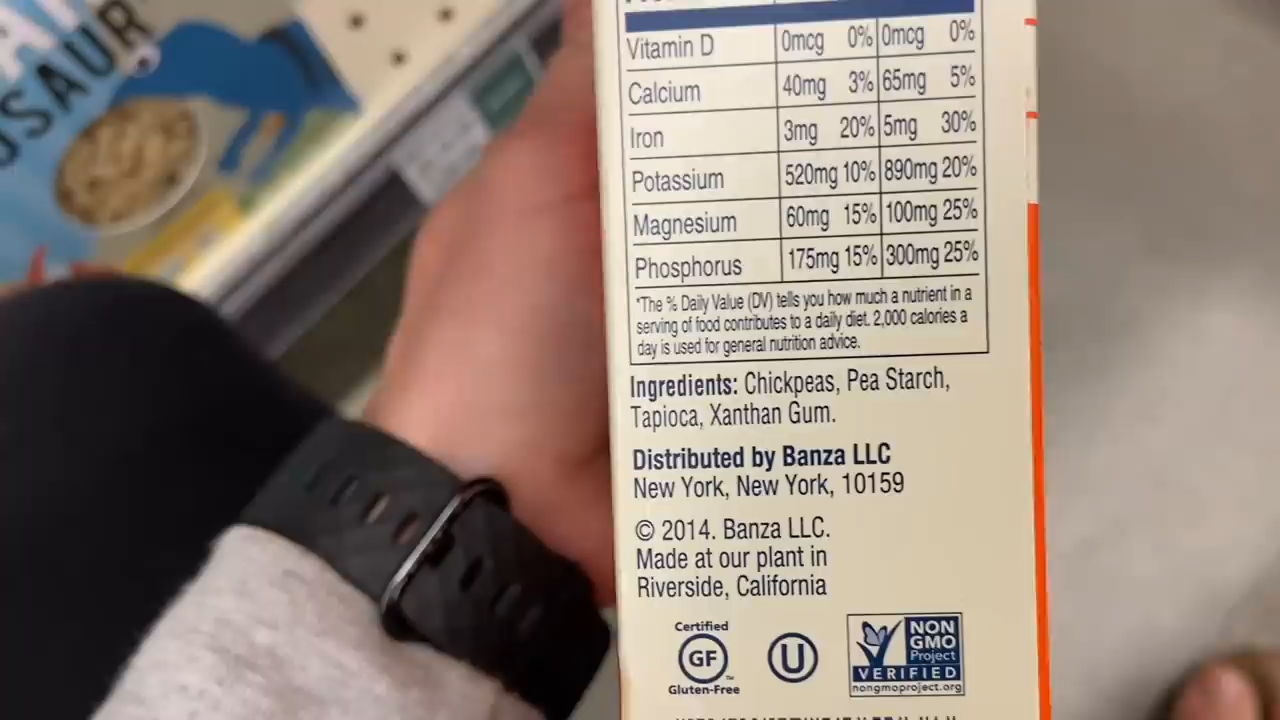 OSAUR
Vitamin D 0mcg 0% 0mcg 0%
Calcium 40mg 3% 65mg 5%
Iron 3mg 20% 5mg 30%
Potassium 520mg 10% 890mg 20%
Magnesium 60mg 15% 100mg 25%
Phosphorus 175mg 15% 300mg 25%
*The % Daily Value (DV) tells you how much a nutrient in a
serving of food contributes to a daily diet. 2,000 calories a
day is used for general nutrition advice.
Ingredients: Chickpeas, Pea Starch,
Tapioca, Xanthan Gum.
Distributed by Banza LLC
New York, New York, 10159
© 2014. Banza LLC.
Made at our plant in
Riverside, California
Certified
GF
™
Gluten-Free
U
NON
GMO
Project
VERIFIED
nongmoproject.org